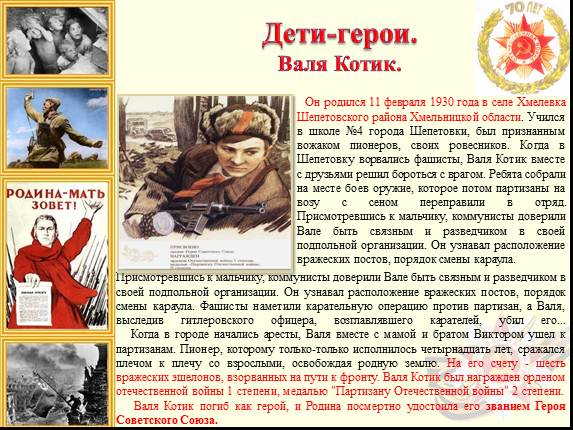 70 ЛЕТ
Дети-герои.
Валя Котик.
Он родился 11 февраля 1930 года в селе Хмелевка
Шепетовского района Хмельницкой области. Учился
в школе №4 города Шепетовки, был признанным
вожаком пионеров, своих ровесников. Когда в
Шепетовку ворвались фашисты, Валя Котик вместе
с друзьями решил бороться с врагом. Ребята собрали
на месте боев оружие, которое потом партизаны на
возу с сеном переправили в отряд.
Присмотревшись к мальчику, коммунисты доверили
Вале быть связным и разведчиком в своей
подпольной организации. Он узнавал расположение
вражеских постов, порядок смены караула.
РОДИНА-МАТЬ
ЗОВЕТ!
Присмотревшись к мальчику, коммунисты доверили Вале быть связным и разведчиком в
своей подпольной организации. Он узнавал расположение вражеских постов, порядок
смены караула. Фашисты наметили карательную операцию против партизан, а Валя,
выследив гитлеровского офицера, возглавлявшего карателей, убил его...
Когда в городе начались аресты, Валя вместе с мамой и братом Виктором ушел к
партизанам. Пионер, которому только-только исполнилось четырнадцать лет, сражался
плечом к плечу со взрослыми, освобождая родную землю. На его счету - шесть
вражеских эшелонов, взорванных на пути к фронту. Валя Котик был награжден орденом
отечественной войны 1 степени, медалью "Партизану Отечественной войны" 2 степени.
Валя Котик погиб как герой, и Родина посмертно удостоила его званием Героя
Советского Союза.